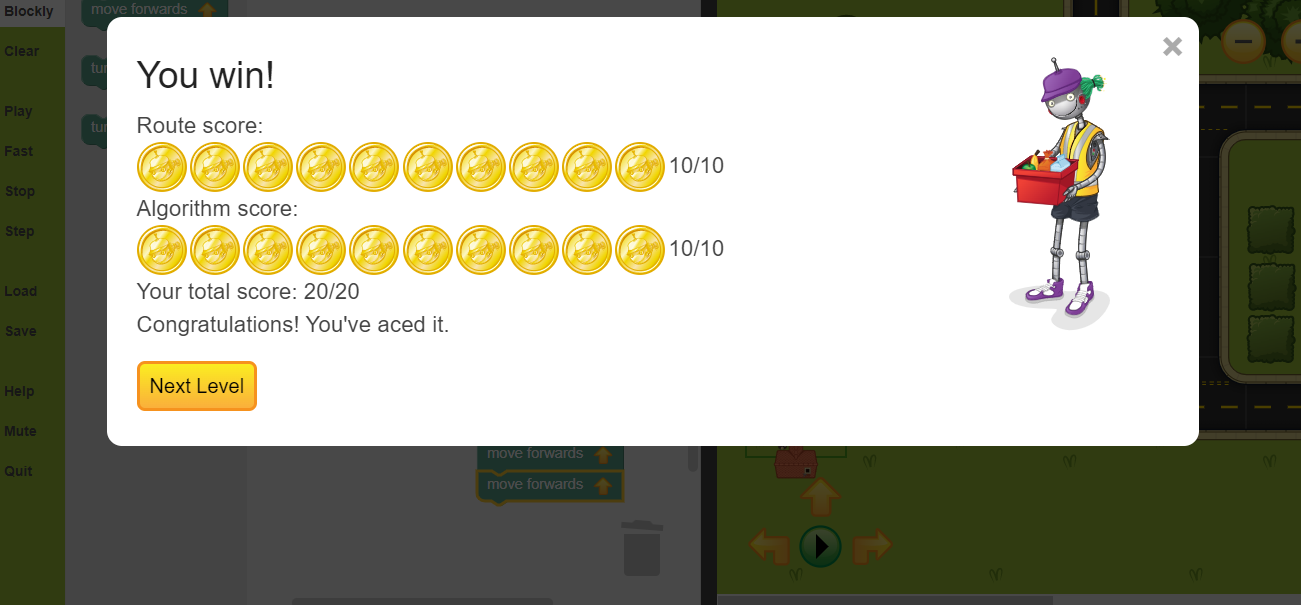 Blockly
move forwards
Clear
Play
Fast
Stop
Step
Load
Save
Help
Mute
Quit
You win!
Route score:
10/10
Algorithm score:
10/10
Your total score: 20/20
Congratulations! You've aced it.
Next Level
move forwards
move forwards